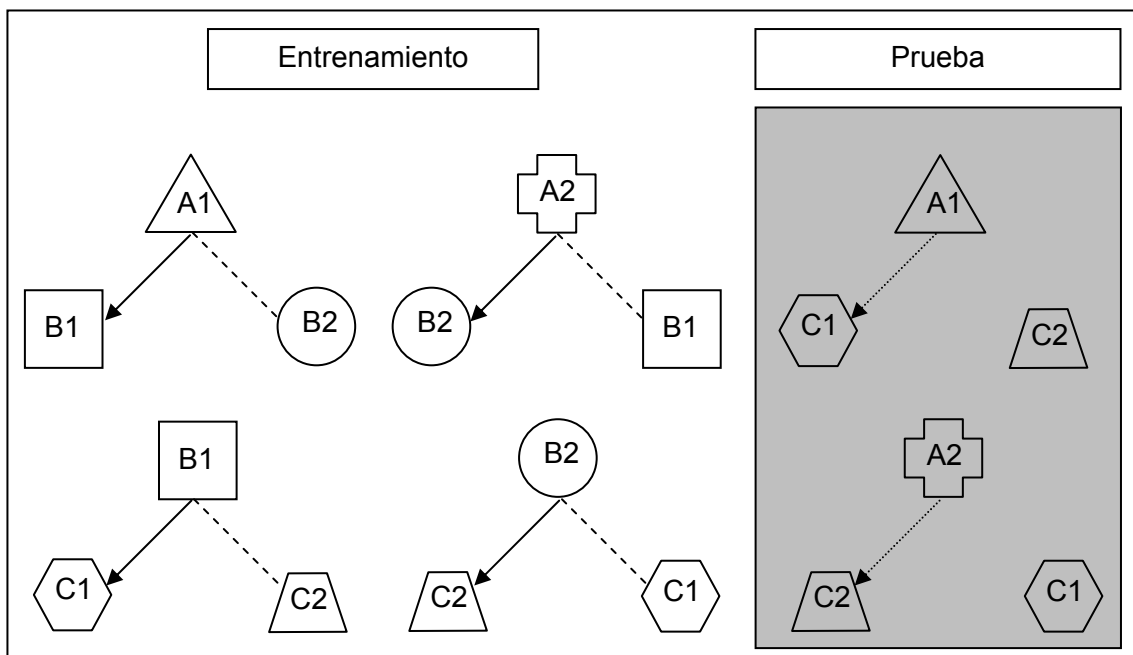 Entrenamiento
A1
A2
B1
B2
B2
B1
B1
B2
C1
C2
C2
C1
Prueba
A1
C1
C2
A2
C2
C1